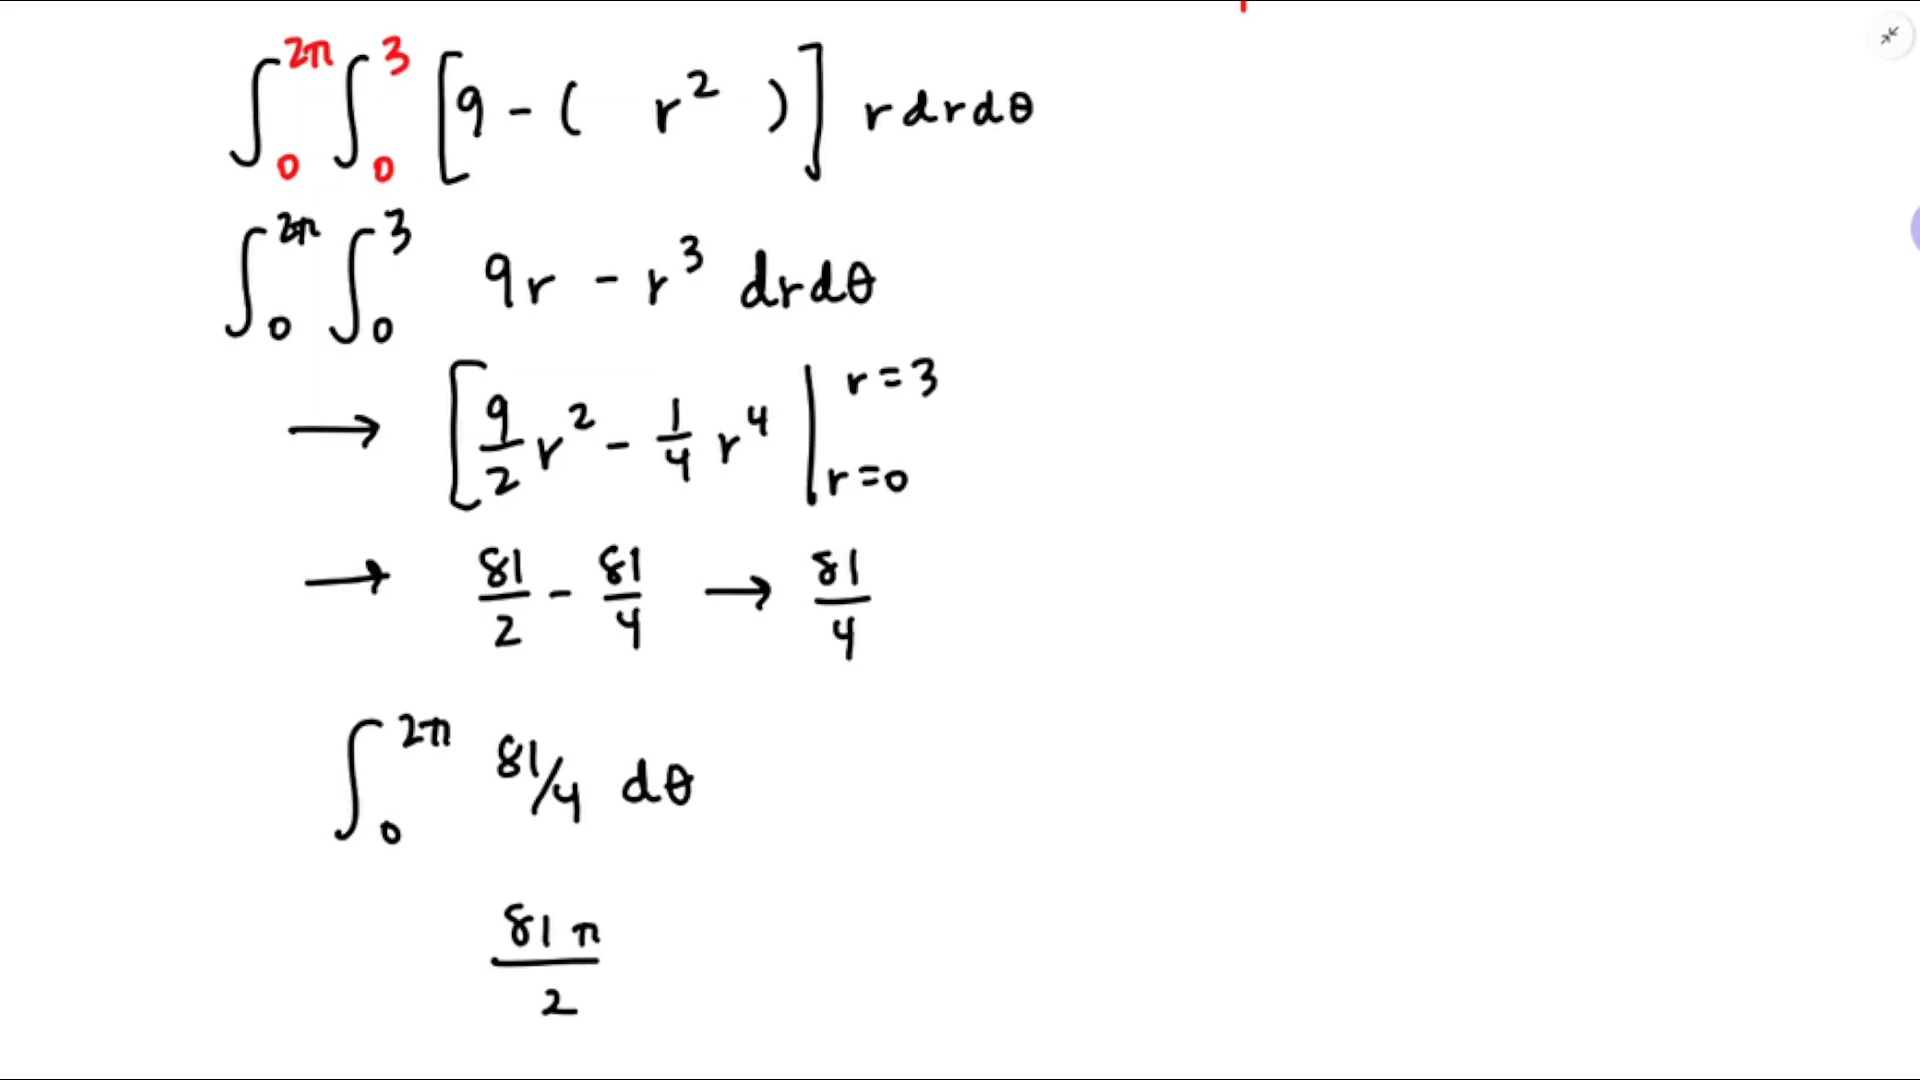 ∫₀^2π ∫₀^3 [9 - ( r² )] r dr dθ
∫₀^2π ∫₀^3 9r - r³ dr dθ
→ [9/2 r² - 1/4 r⁴ | r=3 r=0
→ 81/2 - 81/4 → 81/4
∫₀^2π 81/4 dθ
81π/2